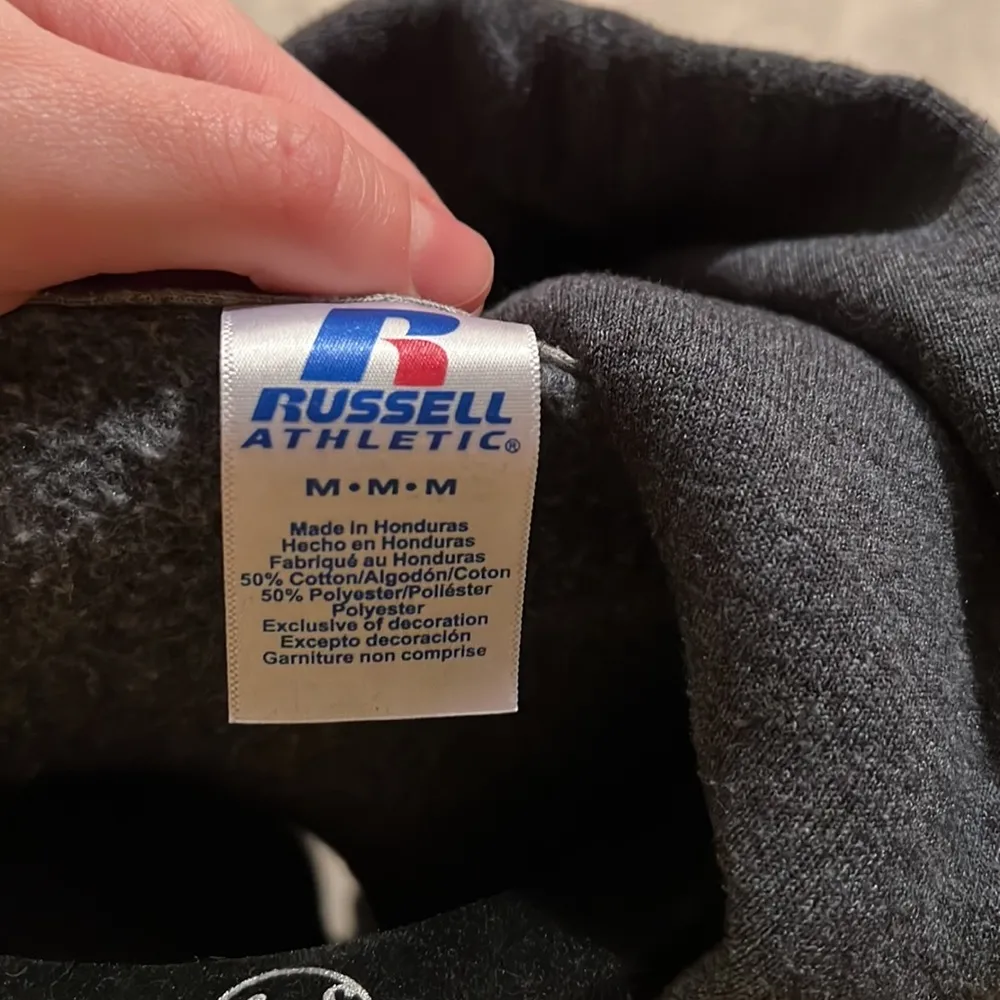 R
RUSSELL
ATHLETIC®
M•M•M
Made in Honduras
Hecho en Honduras
Fabriqué au Honduras
50% Cotton/Algodón/Coton
50% Polyester/Poliéster
Polyester
Exclusive of decoration
Excepto decoración
Garniture non comprise